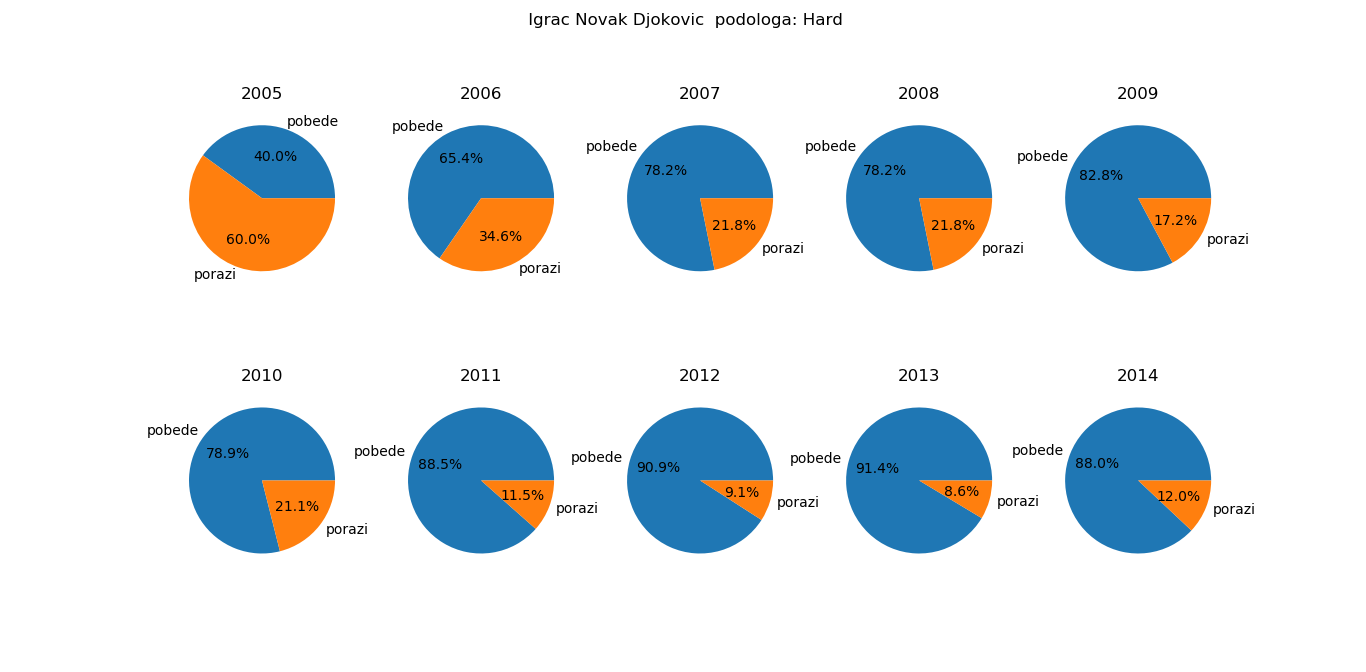 Igrac Novak Djokovic  podologa: Hard
2005
pobede
40.0%
60.0%
porazi
2006
pobede
65.4%
34.6%
porazi
2007
pobede
78.2%
21.8%
porazi
2008
pobede
78.2%
21.8%
porazi
2009
pobede
82.8%
17.2%
porazi
2010
pobede
78.9%
21.1%
porazi
2011
pobede
88.5%
11.5%
porazi
2012
pobede
90.9%
9.1%
porazi
2013
pobede
91.4%
8.6%
porazi
2014
pobede
88.0%
12.0%
porazi